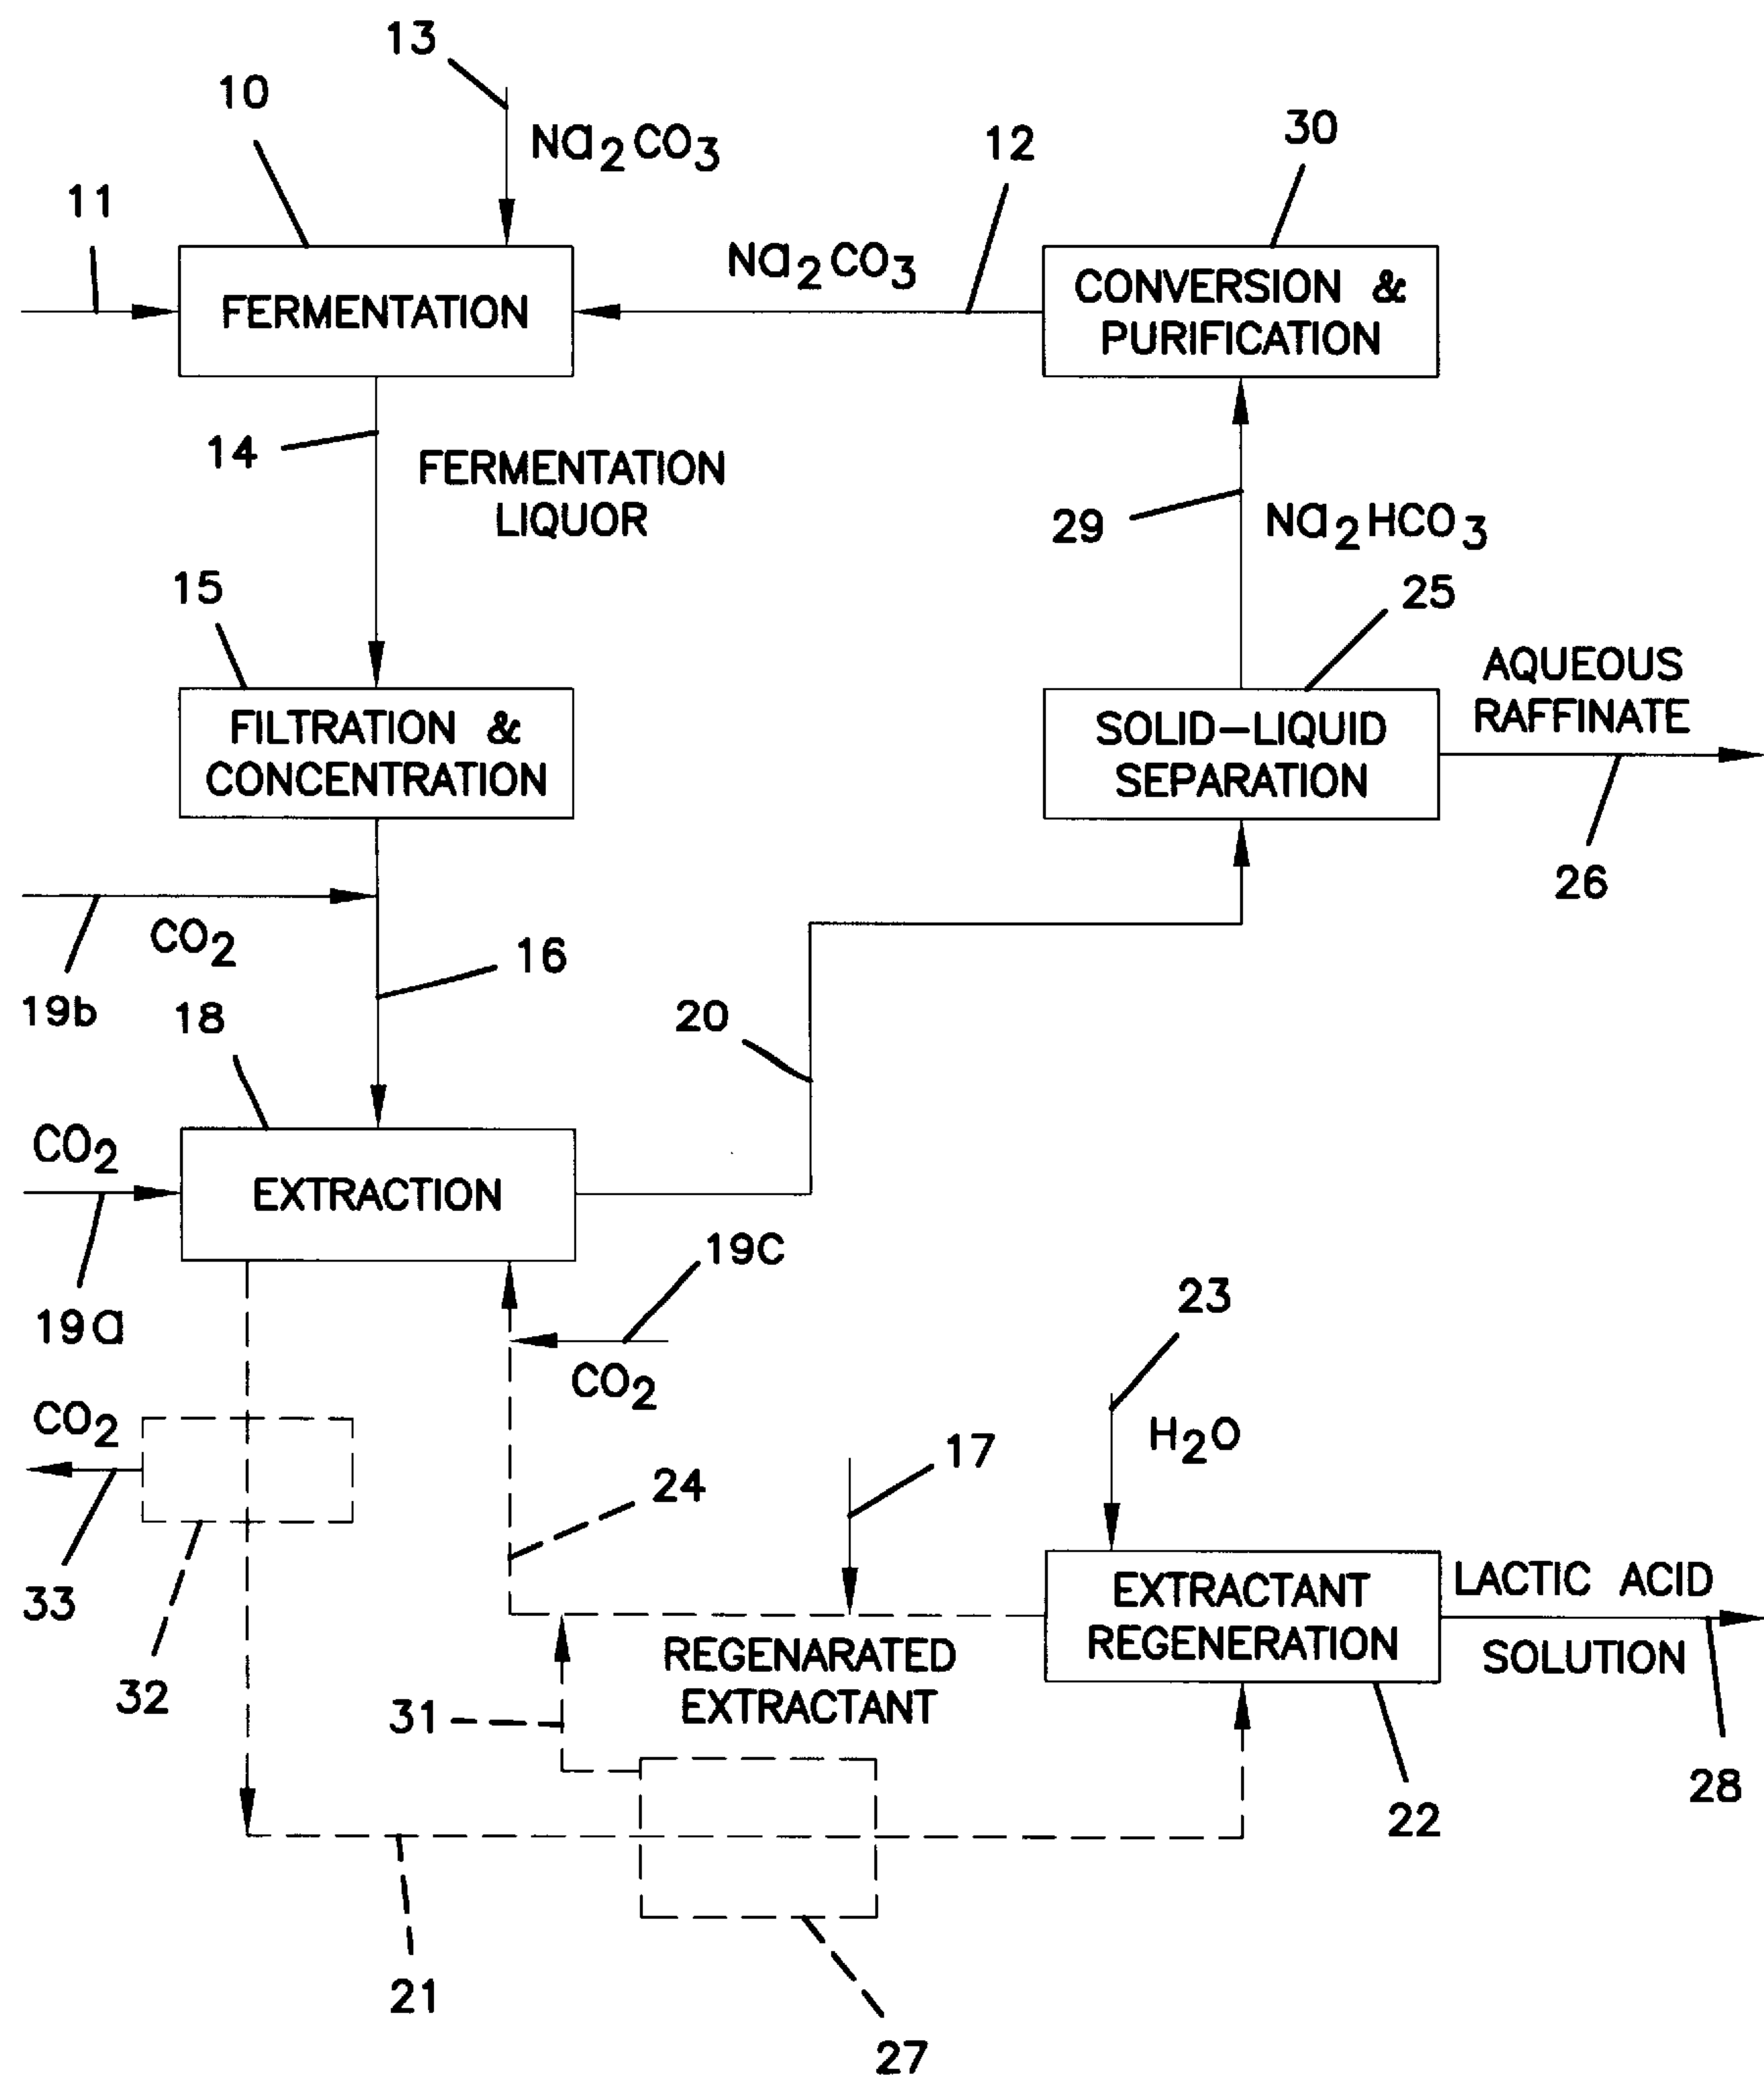 13
10
Na2CO3
30
12
11
Na2CO3
FERMENTATION
CONVERSION &
PURIFICATION
14
FERMENTATION
LIQUOR
29
Na2HCO3
15
25
FILTRATION &
CONCENTRATION
SOLID-LIQUID
SEPARATION
AQUEOUS
RAFFINATE
26
CO2
19b
16
18
20
CO2
EXTRACTION
19a
19C
CO2
23
H2O
CO2
33
32
24
17
EXTRACTANT
REGENERATION
LACTIC ACID
SOLUTION
REGENARATED
EXTRACTANT
31
28
22
21
27